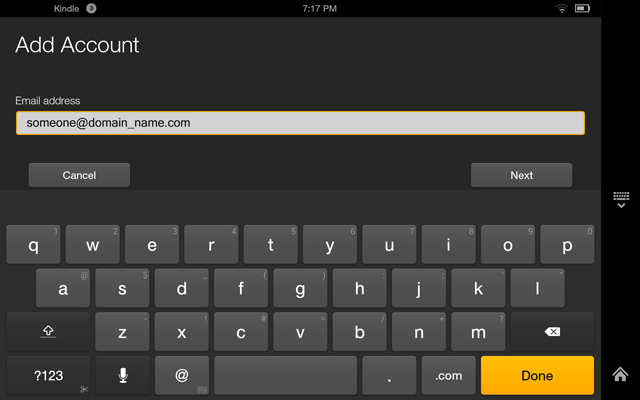 Kindle 3 7:17 PM
Add Account
Email address
someone@domain_name.com
Cancel Next
q 1 w 2 e 3 r 4 t 5 y 6 u 7 i 8 o 9 p 0
a @ s $ d _ f ( g ) h : j ; k ' l "
z - x ! c # v = b / n + m ?
?123 @ . .com Done